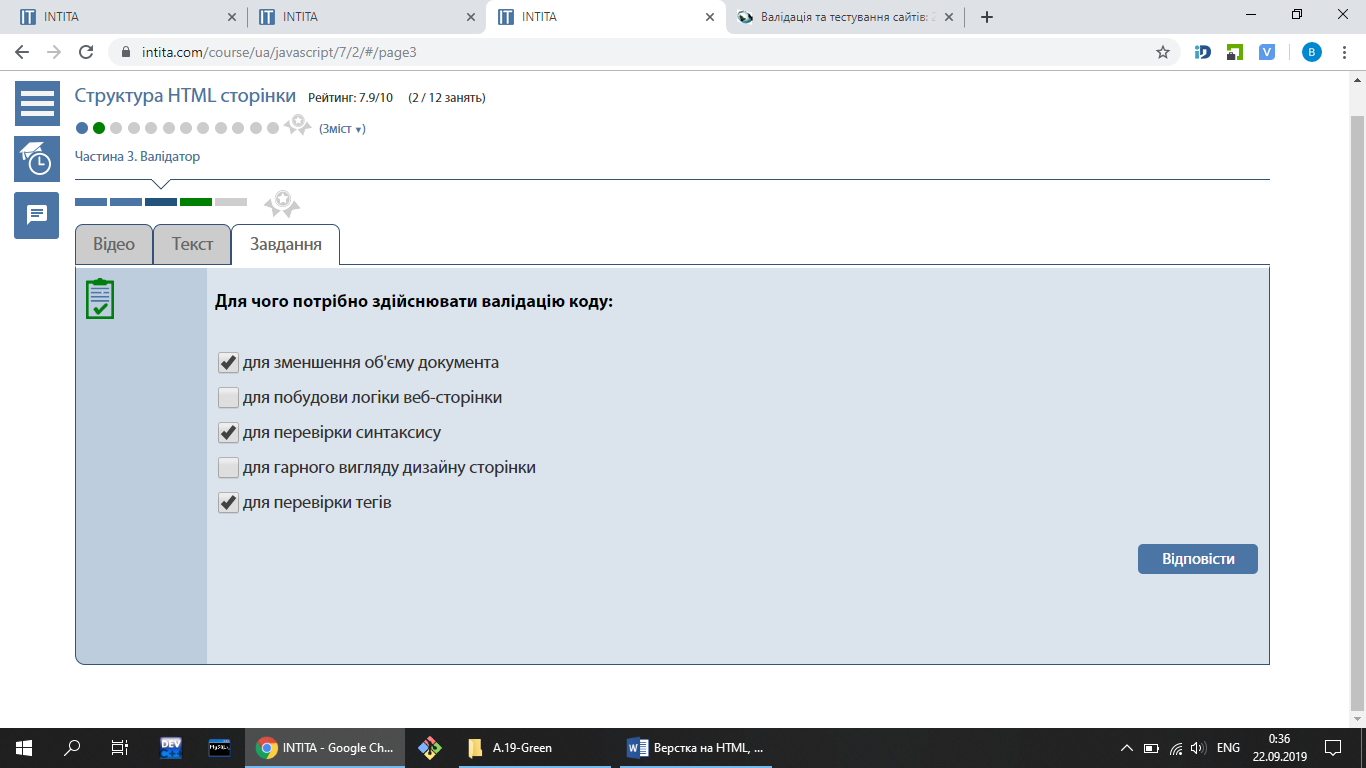 INTITA
INTITA
INTITA
Валідація та тестування сайтів:
intita.com/course/ua/javascript/7/2/#/page3
B
Структура HTML сторінки Рейтинг: 7.9/10 (2 / 12 занять)
(Зміст ▼)
Частина 3. Валідатор
Відео Текст Завдання
Для чого потрібно здійснювати валідацію коду:
для зменшення об'єму документа
для побудови логіки веб-сторінки
для перевірки синтаксису
для гарного вигляду дизайну сторінки
для перевірки тегів
Відповісти
DEV
MySQL
INTITA - Google Ch...
A.19-Green
Верстка на HTML, ...
ENG
0:36
22.09.2019